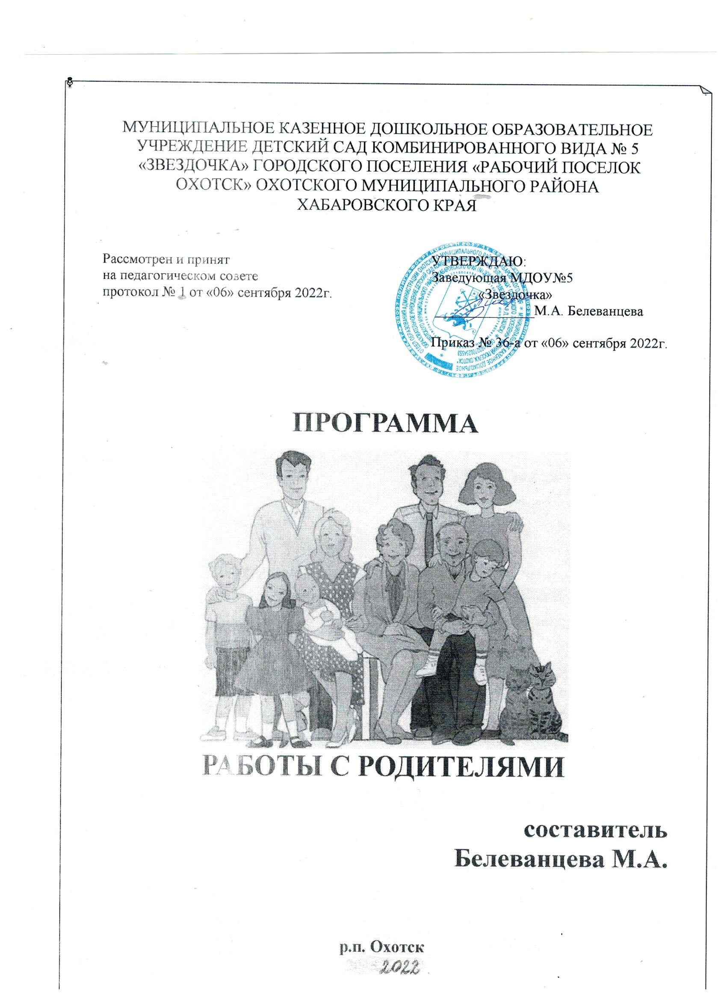 МУНИЦИПАЛЬНОЕ КАЗЕННОЕ ДОШКОЛЬНОЕ ОБРАЗОВАТЕЛЬНОЕ
УЧРЕЖДЕНИЕ ДЕТСКИЙ САД КОМБИНИРОВАННОГО ВИДА № 5
«ЗВЕЗДОЧКА» ГОРОДСКОГО ПОСЕЛЕНИЯ «РАБОЧИЙ ПОСЕЛОК
ОХОТСК» ОХОТСКОГО МУНИЦИПАЛЬНОГО РАЙОНА
ХАБАРОВСКОГО КРАЯ
Рассмотрен и принят
на педагогическом совете
протокол № 1 от «06» сентября 2022г.
УТВЕРЖДАЮ:
Заведующая МДОУ№5
«Звездочка»
М.А. Белеванцева
Приказ № 36-а от «06» сентября 2022г.
ПРОГРАММА
РАБОТЫ С РОДИТЕЛЯМИ
составитель
Белеванцева М.А.
р.п. Охотск
2022